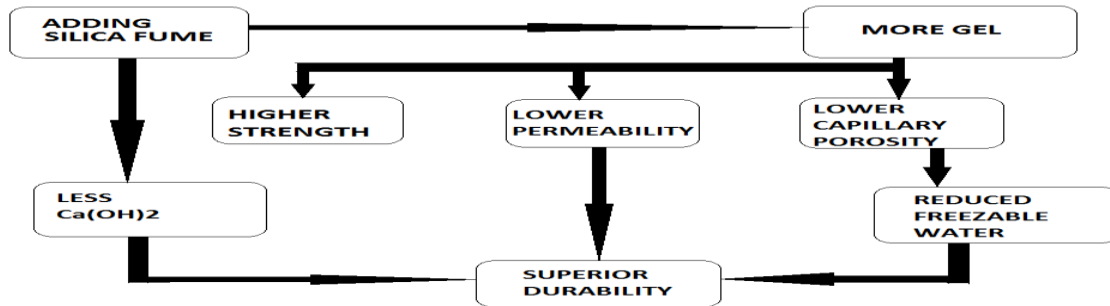 ADDING
SILICA FUME
MORE GEL
HIGHER
STRENGTH
LOWER
PERMEABILITY
LOWER
CAPILLARY
POROSITY
LESS
Ca(OH)2
REDUCED
FREEZABLE
WATER
SUPERIOR
DURABILITY